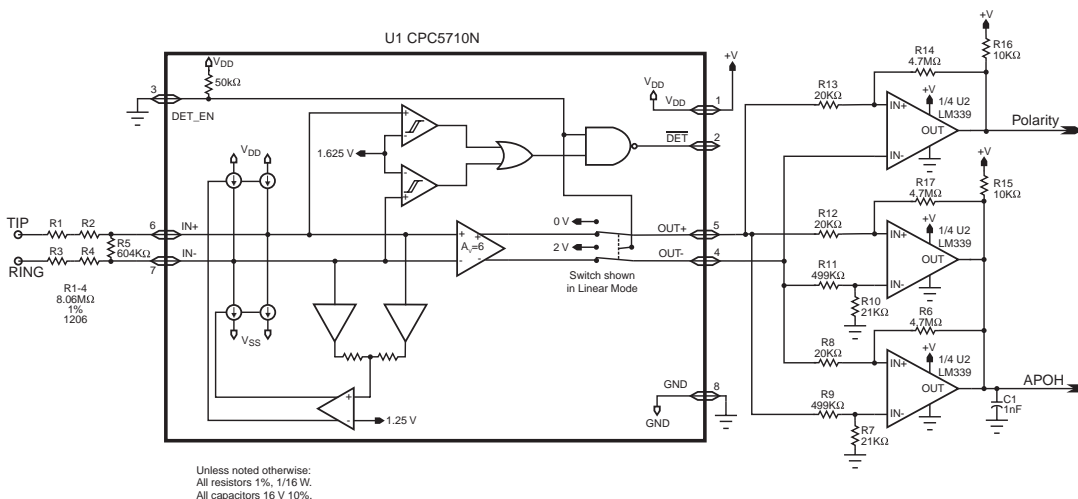 U1 CPC5710N
VDD
50kΩ
3
DET_EN
VDD
VDD
1
+V
DET
2
1.625 V
VDD
TIP
R1
R2
6
IN+
R5
604KΩ
RING
R3
R4
7
IN-
R1-4
8.06MΩ
1%
1206
VSS
+
-
-
+
+
-
+
-
AV=6
0 V
2 V
OUT+
5
OUT-
4
Switch shown
in Linear Mode
+
-
1.25 V
GND
8
GND
+V
R14
4.7MΩ
R16
10KΩ
R13
20KΩ
+V
1/4 U2
LM339
IN+
OUT
IN-
Polarity
+V
R17
4.7MΩ
R15
10KΩ
R12
20KΩ
+V
1/4 U2
LM339
IN+
OUT
R11
499KΩ
IN-
R10
21KΩ
R6
4.7MΩ
R8
20KΩ
+V
1/4 U2
LM339
IN+
OUT
APOH
R9
499KΩ
IN-
C1
1nF
R7
21KΩ
Unless noted otherwise:
All resistors 1%, 1/16 W.
All capacitors 16 V 10%.